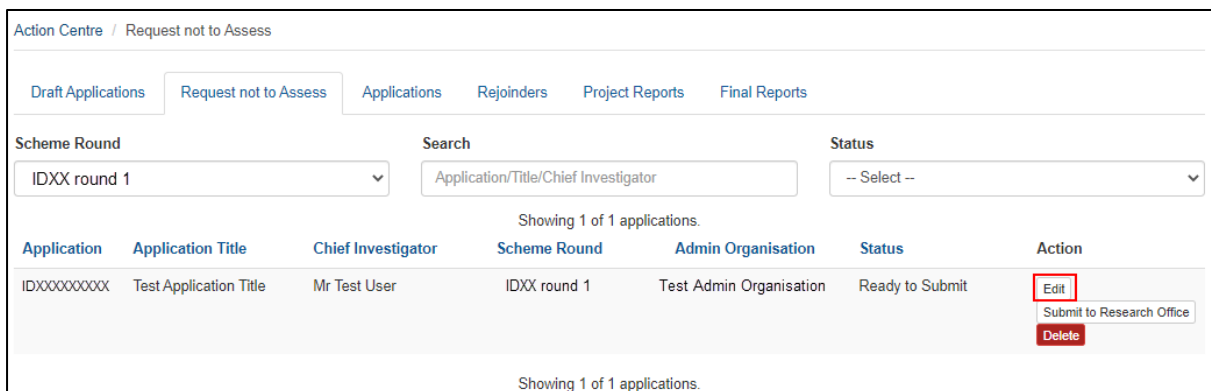 Action Centre / Request not to Assess
Draft Applications Request not to Assess Applications Rejoinders Project Reports Final Reports
Scheme Round Search Status
IDXX round 1 Application/Title/Chief Investigator -- Select --
Showing 1 of 1 applications.
Application Application Title Chief Investigator Scheme Round Admin Organisation Status Action
IDXXXXXXXXX Test Application Title Mr Test User IDXX round 1 Test Admin Organisation Ready to Submit Edit
Submit to Research Office
Delete
Showing 1 of 1 applications.